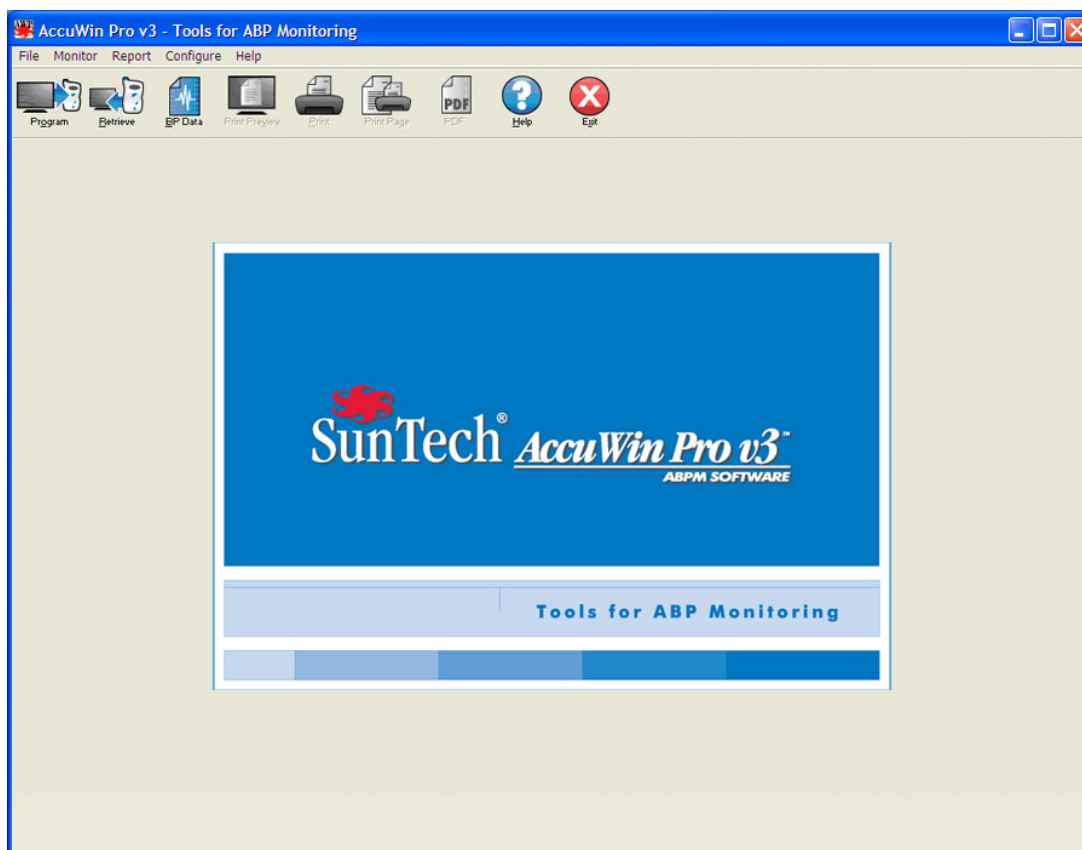 AccuWin Pro v3 - Tools for ABP Monitoring
File Monitor Report Configure Help
PDF
Program Retrieve BP Data Print Preview Print Print Page PDF Help Exit
SunTech® AccuWin Pro v3™
ABPM SOFTWARE
Tools for ABP Monitoring